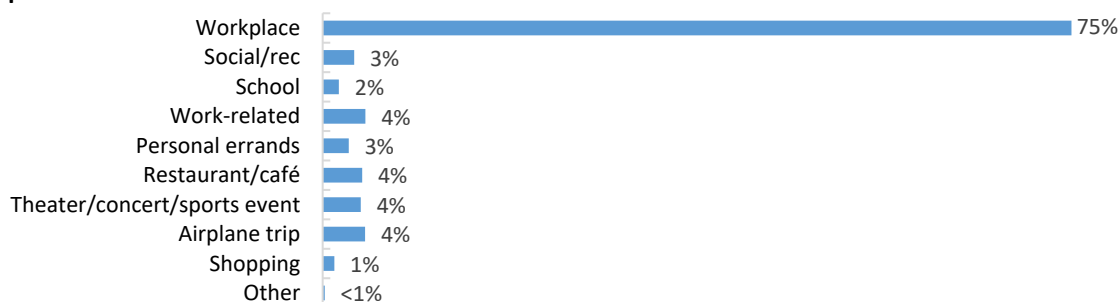 Workplace 75%
Social/rec 3%
School 2%
Work-related 4%
Personal errands 3%
Restaurant/café 4%
Theater/concert/sports event 4%
Airplane trip 4%
Shopping 1%
Other <1%